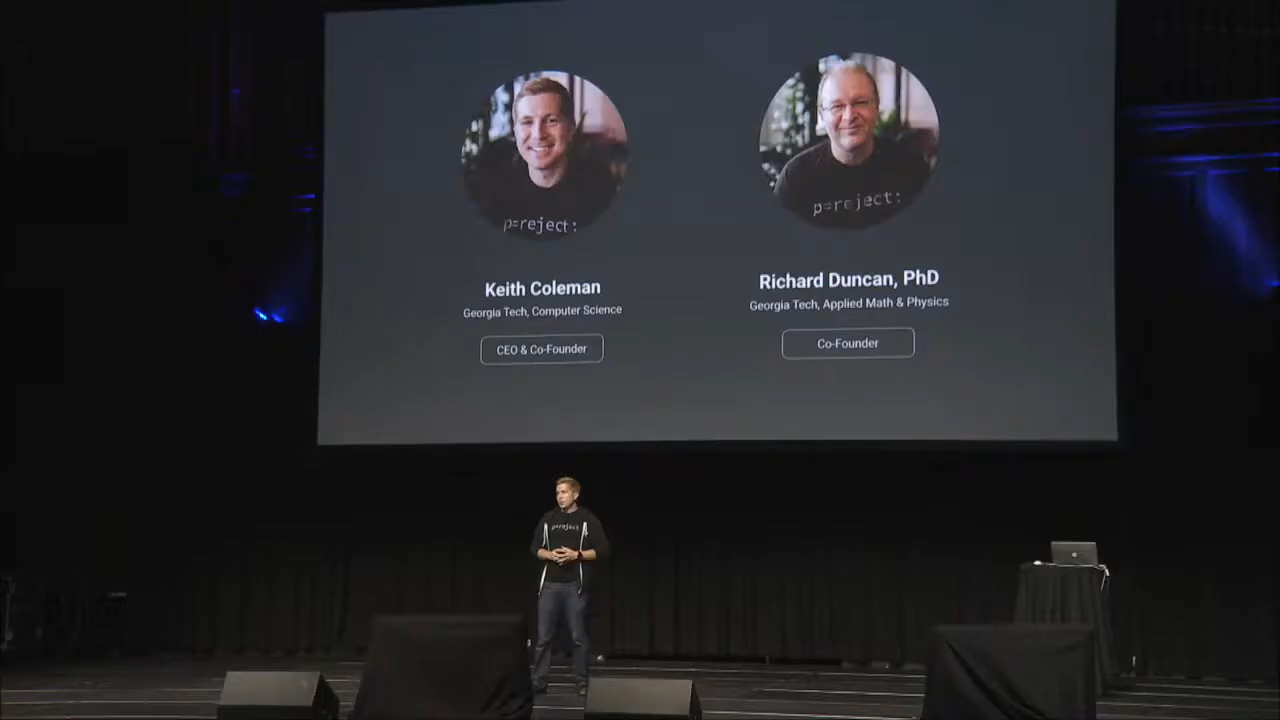 p=reject:
p=reject:
Keith Coleman
Georgia Tech, Computer Science
CEO & Co-Founder
Richard Duncan, PhD
Georgia Tech, Applied Math & Physics
Co-Founder
p=reject: